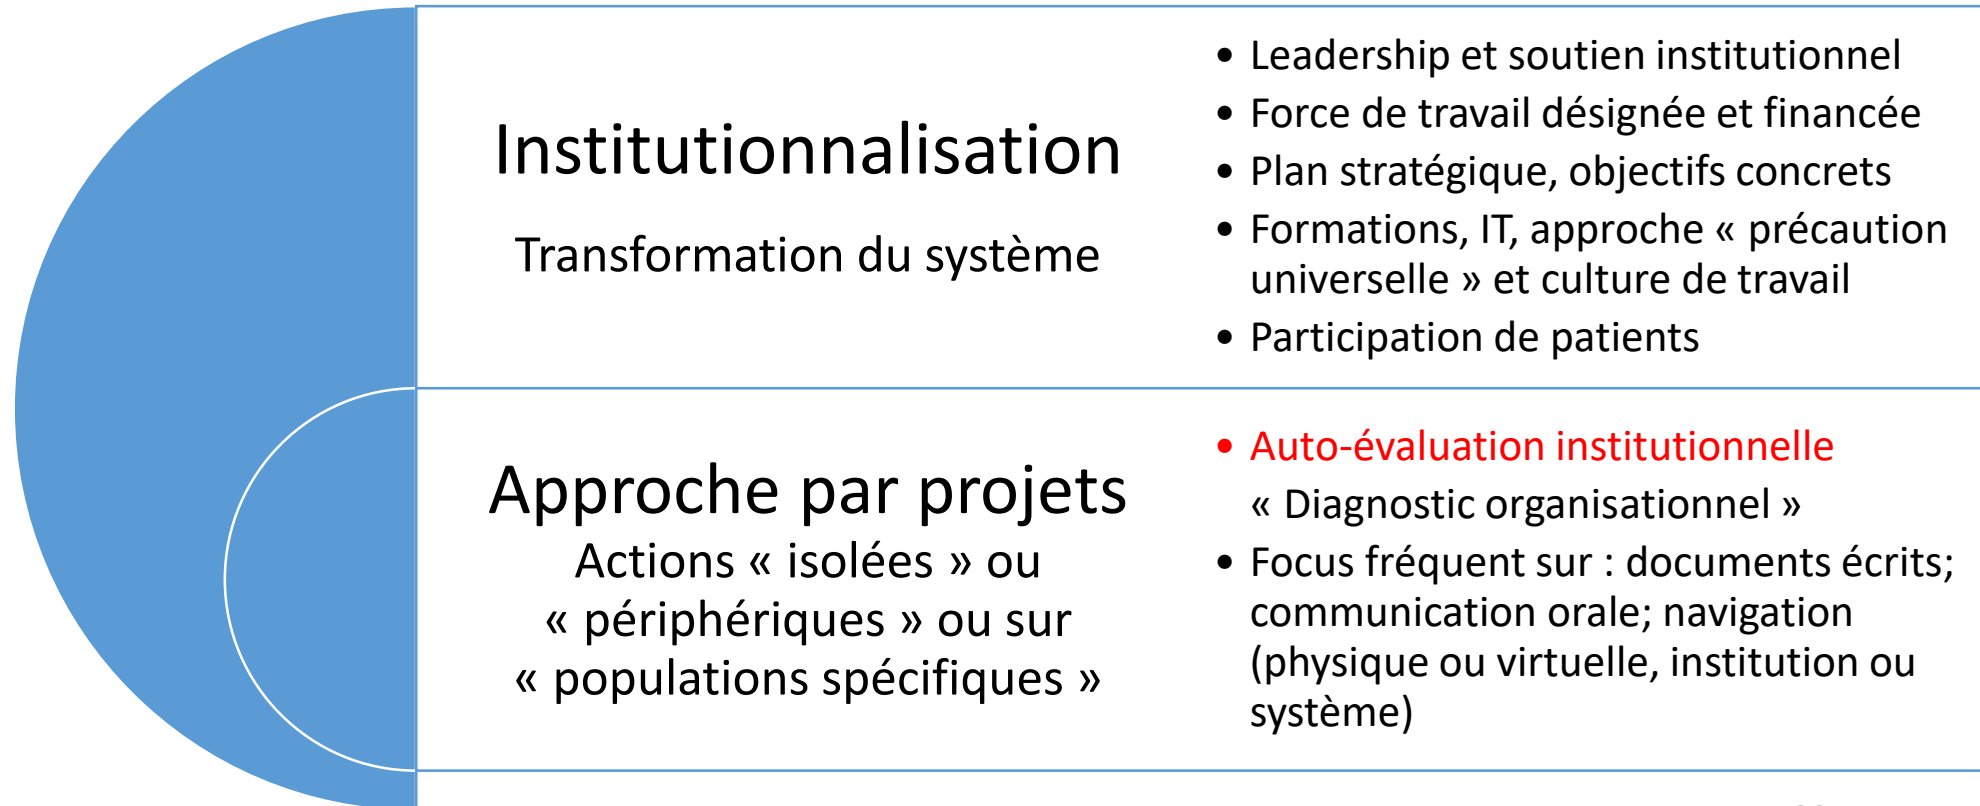 Institutionnalisation
Transformation du système
• Leadership et soutien institutionnel
• Force de travail désignée et financée
• Plan stratégique, objectifs concrets
• Formations, IT, approche « précaution
universelle » et culture de travail
• Participation de patients
Approche par projets
Actions « isolées » ou
« périphériques » ou sur
« populations spécifiques »
• Auto-évaluation institutionnelle
« Diagnostic organisationnel »
• Focus fréquent sur : documents écrits;
communication orale; navigation
(physique ou virtuelle, institution ou
système)